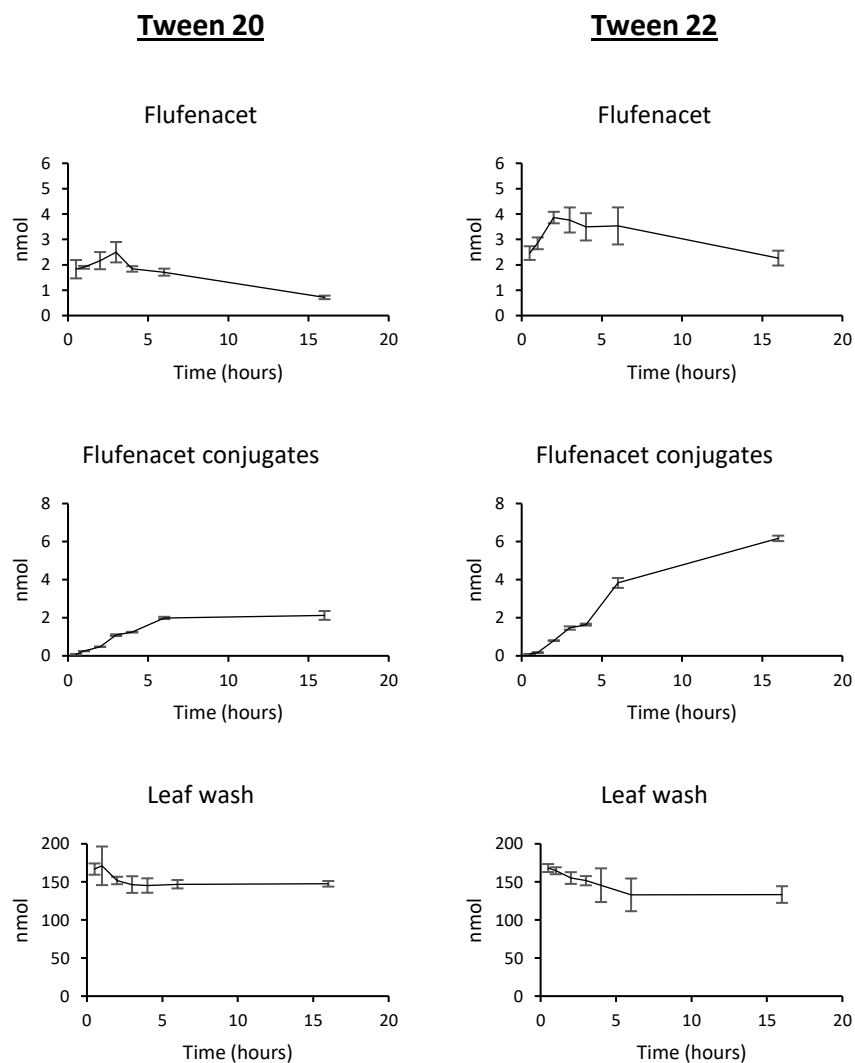 Tween 20
Tween 22
Flufenacet
Flufenacet
6
5
4
3
2
1
0
nmol
0 5 10 15 20
Time (hours)
6
5
4
3
2
1
0
nmol
0 5 10 15 20
Time (hours)
Flufenacet conjugates
Flufenacet conjugates
8
6
4
2
0
nmol
0 5 10 15 20
Time (hours)
8
6
4
2
0
nmol
0 5 10 15 20
Time (hours)
Leaf wash
Leaf wash
200
150
100
50
0
nmol
0 5 10 15 20
Time (hours)
200
150
100
50
0
nmol
0 5 10 15 20
Time (hours)